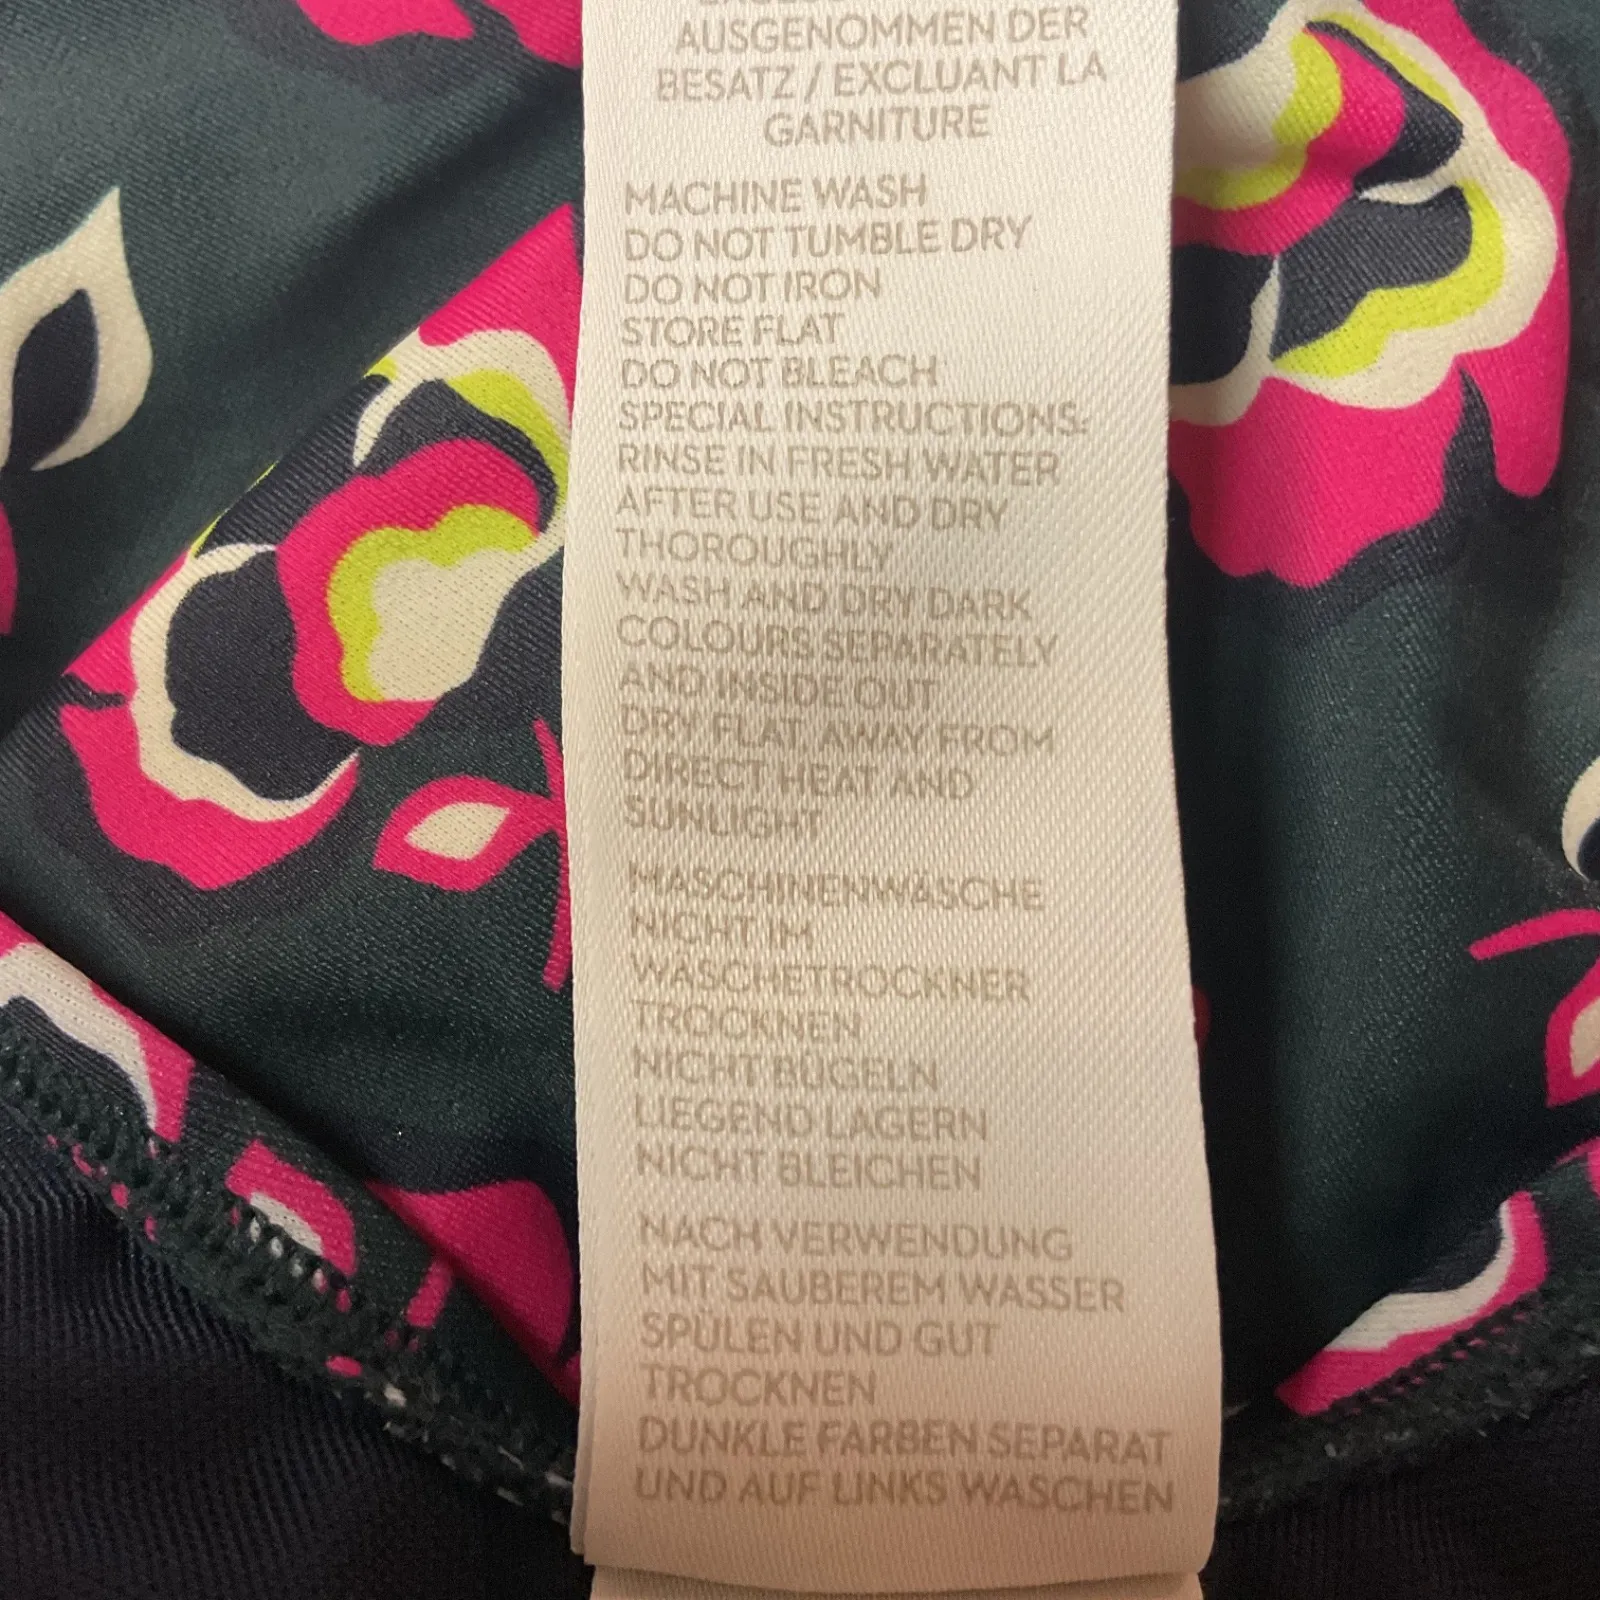 AUSGENOMMEN DER
BESATZ / EXCLUANT LA
GARNITURE
MACHINE WASH
DO NOT TUMBLE DRY
DO NOT IRON
STORE FLAT
DO NOT BLEACH
SPECIAL INSTRUCTIONS:
RINSE IN FRESH WATER
AFTER USE AND DRY
THOROUGHLY
WASH AND DRY DARK
COLOURS SEPARATELY
AND INSIDE OUT
DRY FLAT AWAY FROM
DIRECT HEAT AND
SUNLIGHT
MASCHINENWÄSCHE
NICHT IM
WÄSCHETROCKNER
TROCKNEN
NICHT BÜGELN
LIEGEND LAGERN
NICHT BLEICHEN
NACH VERWENDUNG
MIT SAUBEREM WASSER
SPÜLEN UND GUT
TROCKNEN
DUNKLE FARBEN SEPARAT
UND AUF LINKS WASCHEN